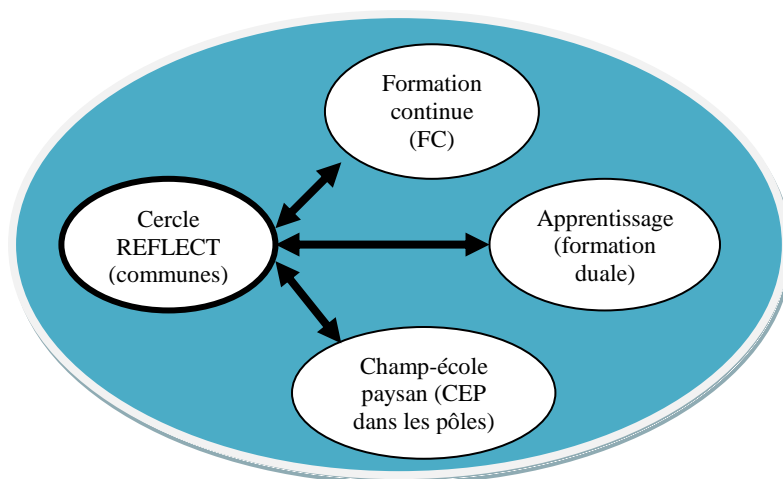 Formation
continue
(FC)
Cercle
REFLECT
(communes)
Apprentissage
(formation
duale)
Champ-école
paysan (CEP
dans les pôles)